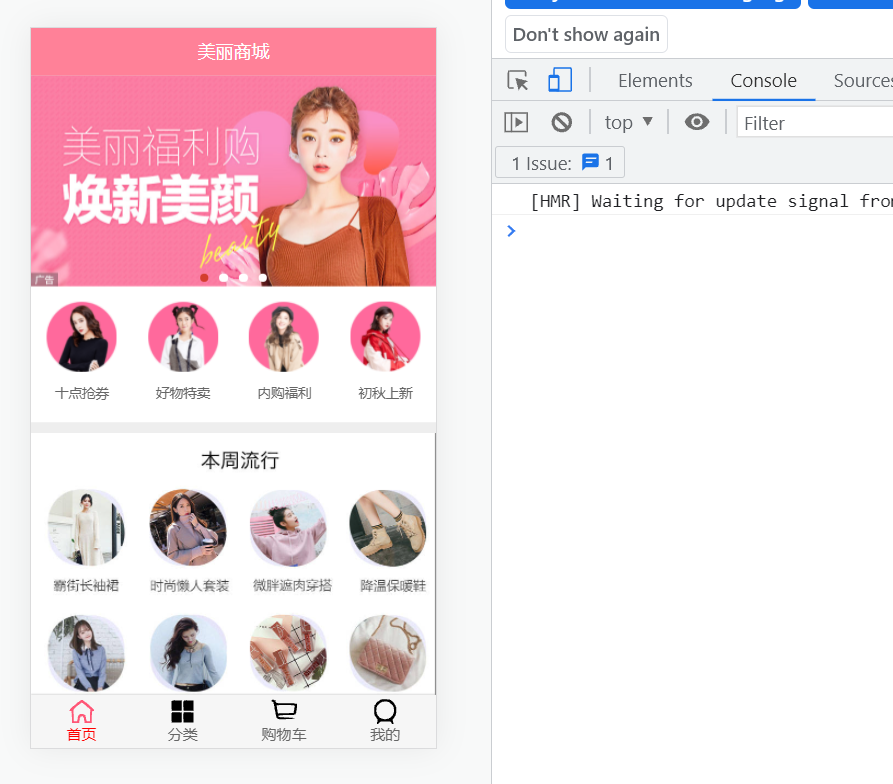 美丽商城
美丽福利购
焕新美颜
beauty
广告
十点抢券
好物特卖
内购福利
初秋上新
本周流行
霸街长袖裙
时尚懒人套装
微胖遮肉穿搭
降温保暖鞋
首页
分类
购物车
我的
Don't show again
Elements
Console
Sources
top
Filter
1 Issue:
1
[HMR] Waiting for update signal from